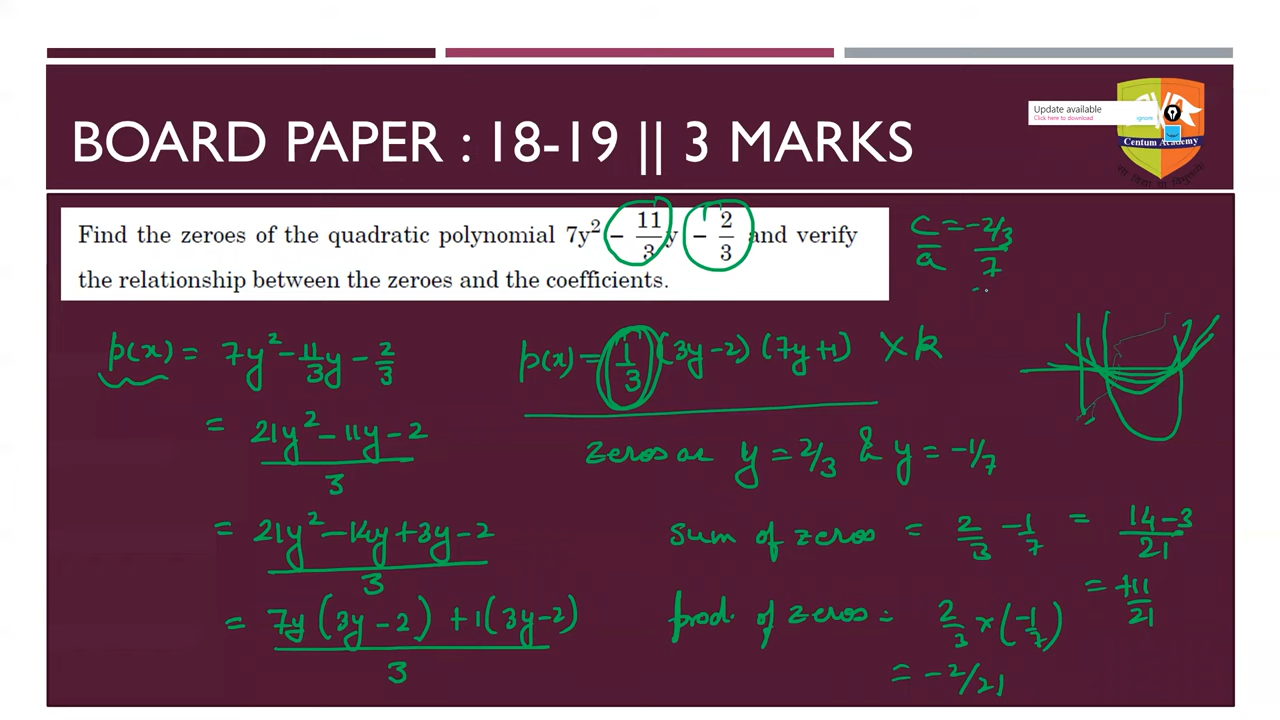 BOARD PAPER : 18-19 || 3 MARKS
Update available
Click here to download
ignore
Centum Academy
Find the zeroes of the quadratic polynomial 7y² - 11/3 y - 2/3 and verify
the relationship between the zeroes and the coefficients.
c/a = (-2/3)/7
p(x) = 7y² - 11/3 y - 2/3
= (21y² - 11y - 2)/3
= (21y² - 14y + 3y - 2)/3
= (7y (3y - 2) + 1 (3y - 2))/3
p(x) = 1/3 (3y - 2) (7y + 1) × k
zeros are y = 2/3 & y = -1/7
sum of zeros = 2/3 - 1/7 = (14 - 3)/21
= +11/21
prod. of zeros = 2/3 × (-1/7)
= -2/21